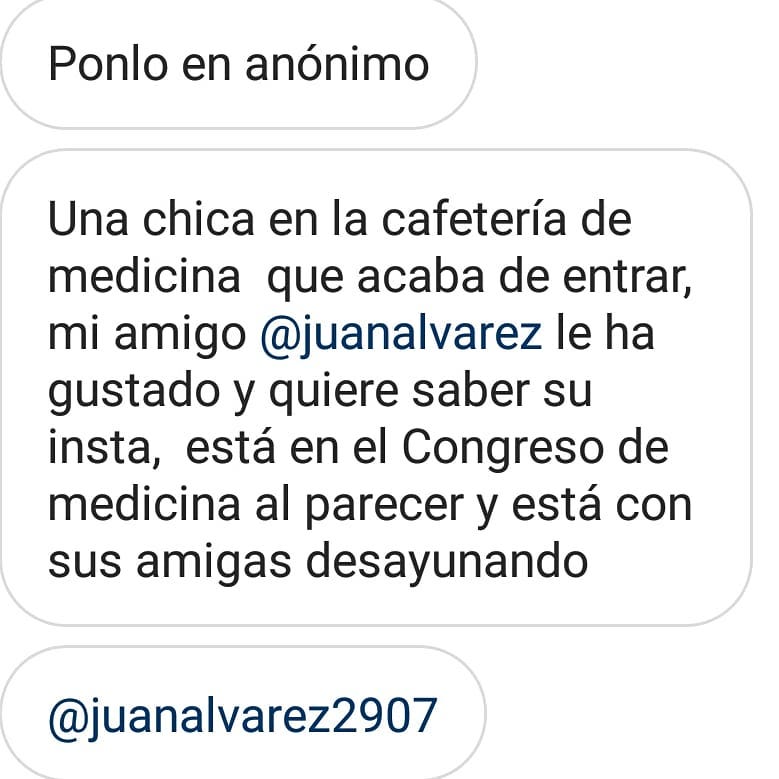 Ponlo en anónimo
Una chica en la cafetería de
medicina  que acaba de entrar,
mi amigo @juanalvarez le ha
gustado y quiere saber su
insta,  está en el Congreso de
medicina al parecer y está con
sus amigas desayunando
@juanalvarez2907